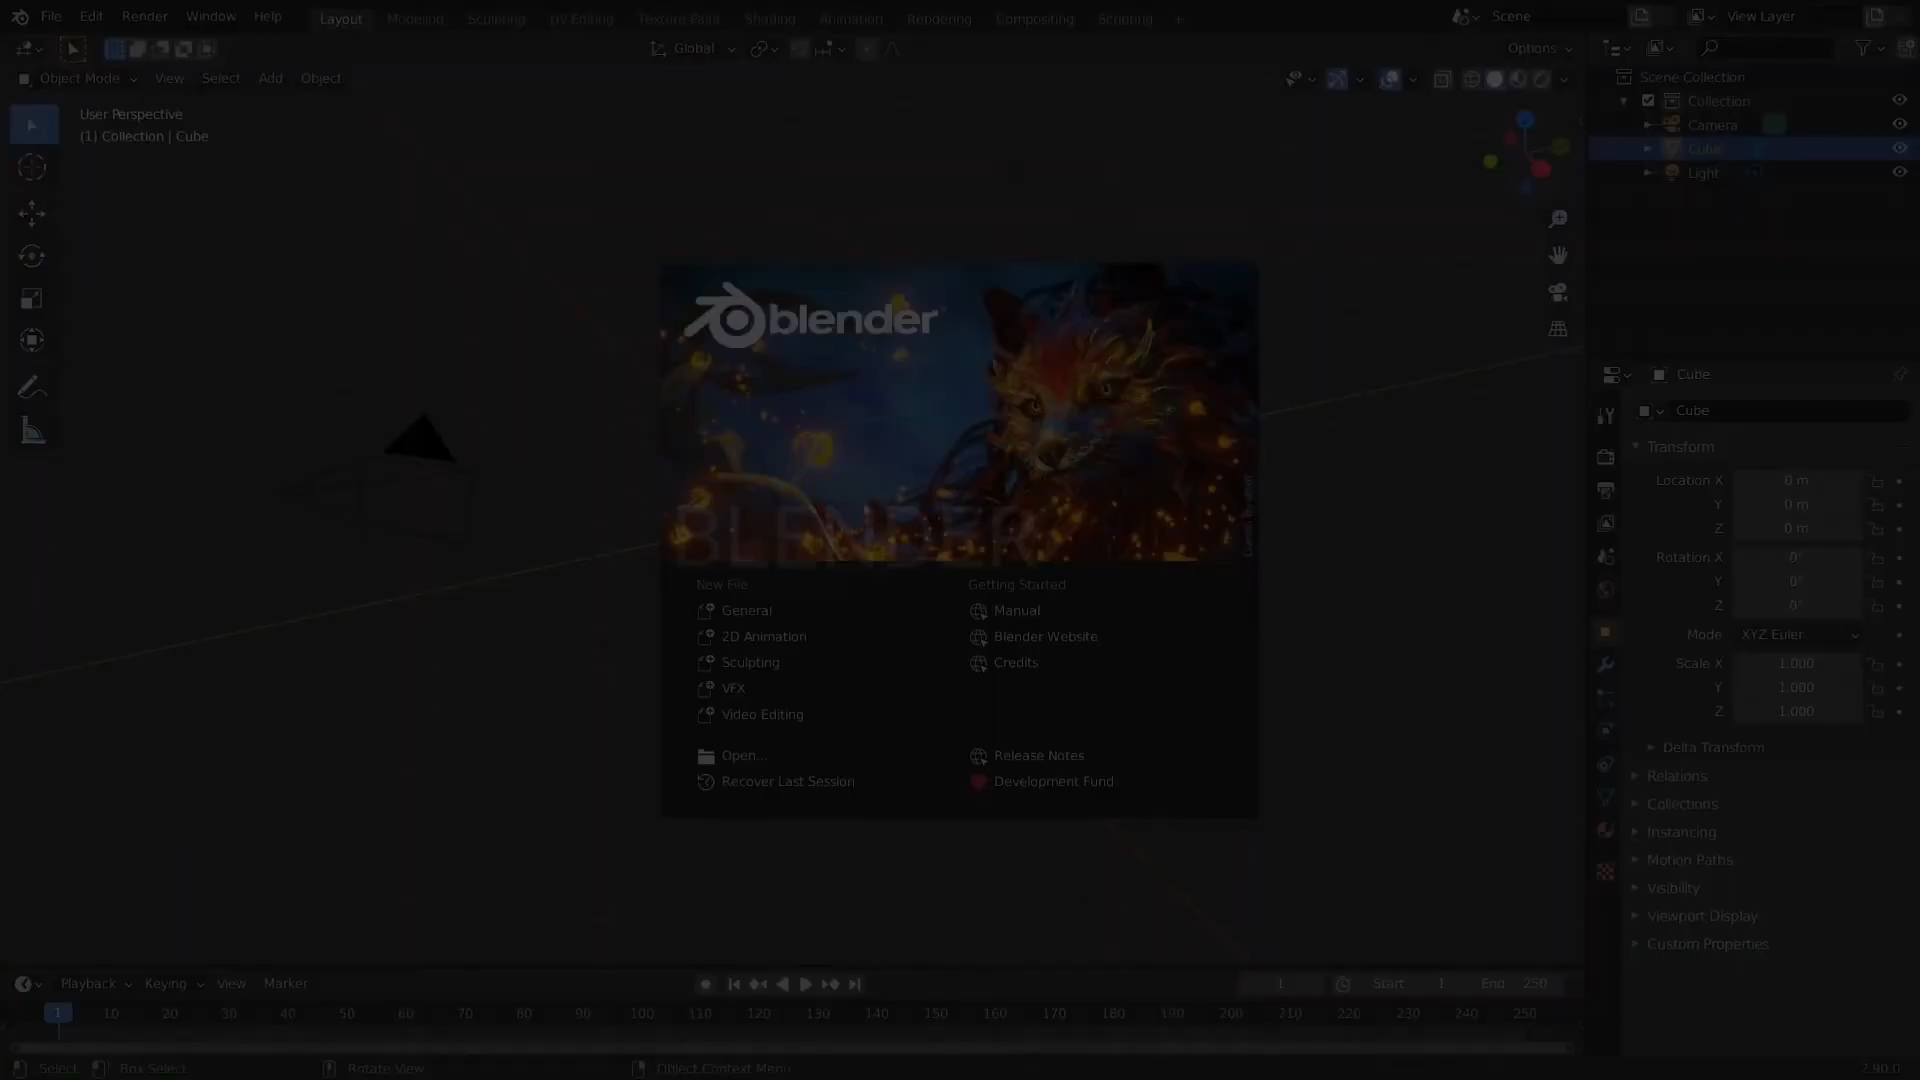 File Edit Render Window Help Layout Modeling Sculpting UV Editing Texture Paint Shading Animation Rendering Compositing Scripting + Scene View Layer
Global Options
Object Mode View Select Add Object
User Perspective
(1) Collection | Cube
Scene Collection
Collection
Camera
Cube
Light
blender
BLENDER
New File
General
2D Animation
Sculpting
VFX
Video Editing
Open...
Recover Last Session
Getting Started
Manual
Blender Website
Credits
Release Notes
Development Fund
Cube
Cube
Transform
Location X 0 m
Y 0 m
Z 0 m
Rotation X 0°
Y 0°
Z 0°
Mode XYZ Euler
Scale X 1.000
Y 1.000
Z 1.000
Delta Transform
Relations
Collections
Instancing
Motion Paths
Visibility
Viewport Display
Custom Properties
Playback Keying View Marker 1 Start 1 End 250
1 10 20 30 40 50 60 70 80 90 100 110 120 130 140 150 160 170 180 190 200 210 220 230 240 250
Select Box Select Rotate View Object Context Menu 2.90.0